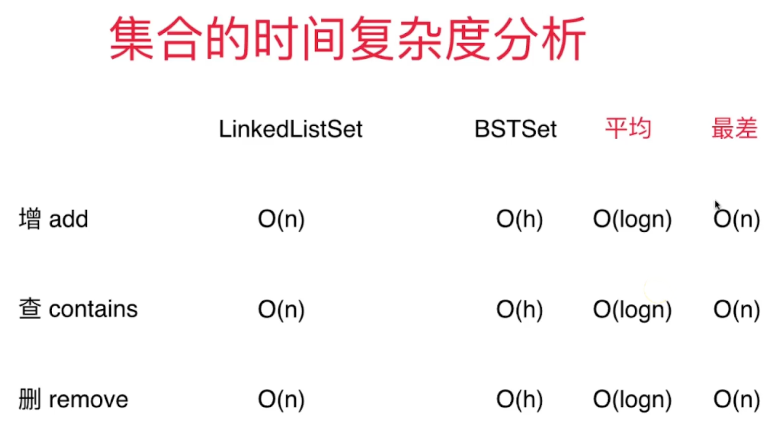 集合的时间复杂度分析
LinkedListSet BSTSet 平均 最差
增 add O(n) O(h) O(logn) O(n)
查 contains O(n) O(h) O(logn) O(n)
删 remove O(n) O(h) O(logn) O(n)